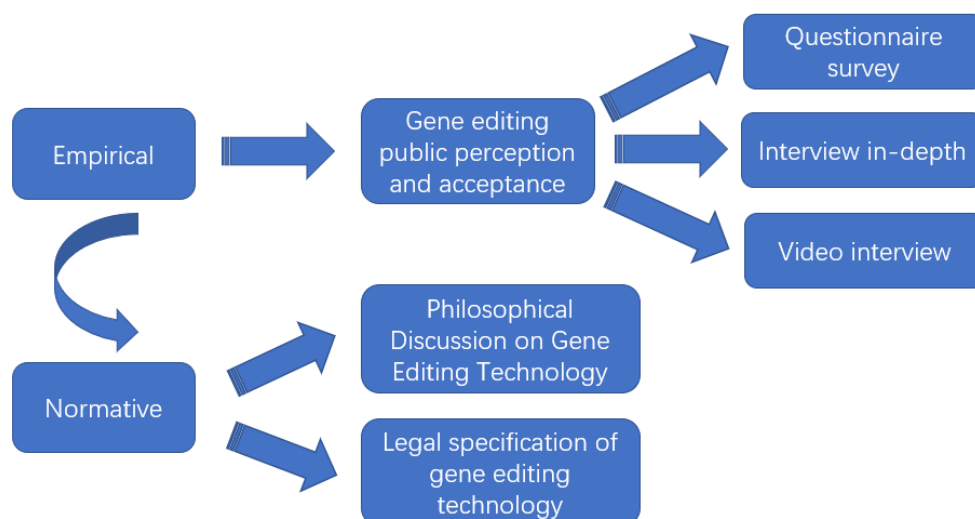 Questionnaire
survey
Gene editing
public perception
and acceptance
Empirical
Interview in-depth
Video interview
Philosophical
Discussion on Gene
Editing Technology
Normative
Legal specification of
gene editing
technology